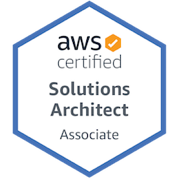 aws
certified
Solutions
Architect
Associate